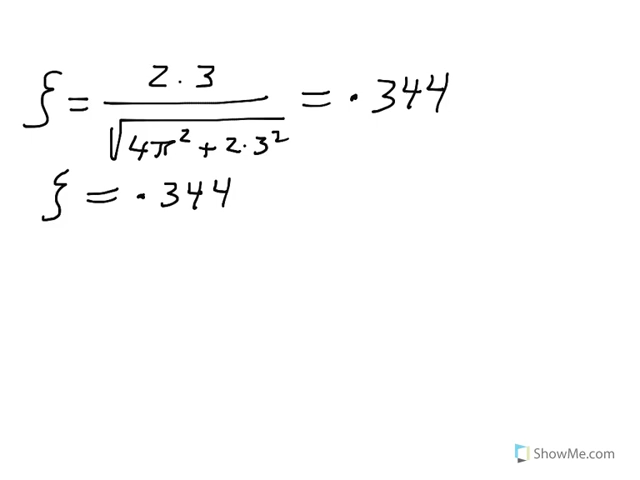 ξ = 2.3 / √(4π² + 2.3²) = .344
ξ = .344
ShowMe.com